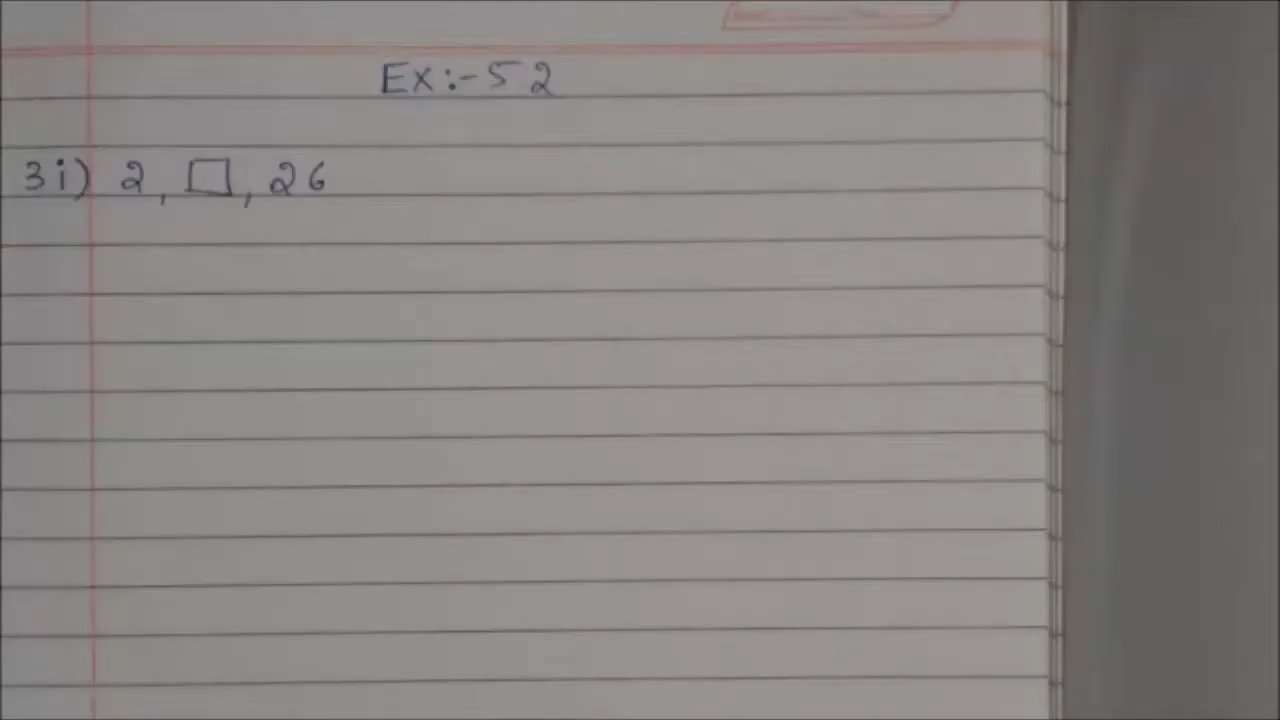 Ex:- 52
3i) 2, □, 26